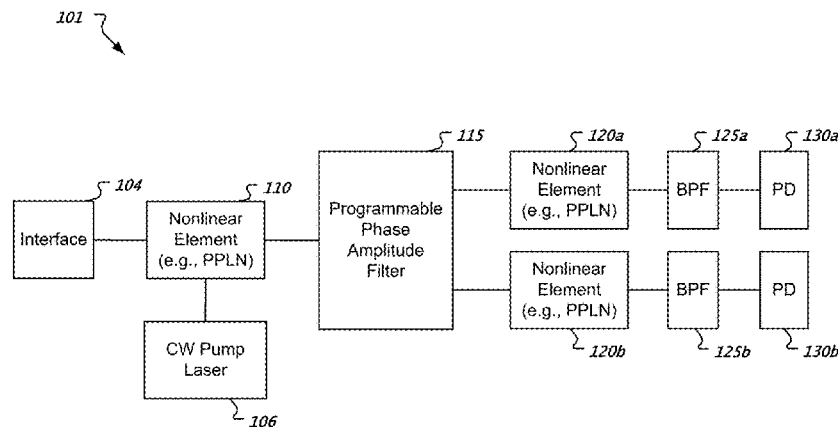 101
115
120a
125a
130a
104
110
Interface
Nonlinear
Element
(e.g., PPLN)
Programmable
Phase
Amplitude
Filter
Nonlinear
Element
(e.g., PPLN)
BPF
PD
Nonlinear
Element
(e.g., PPLN)
BPF
PD
CW Pump
Laser
106
120b
125b
130b